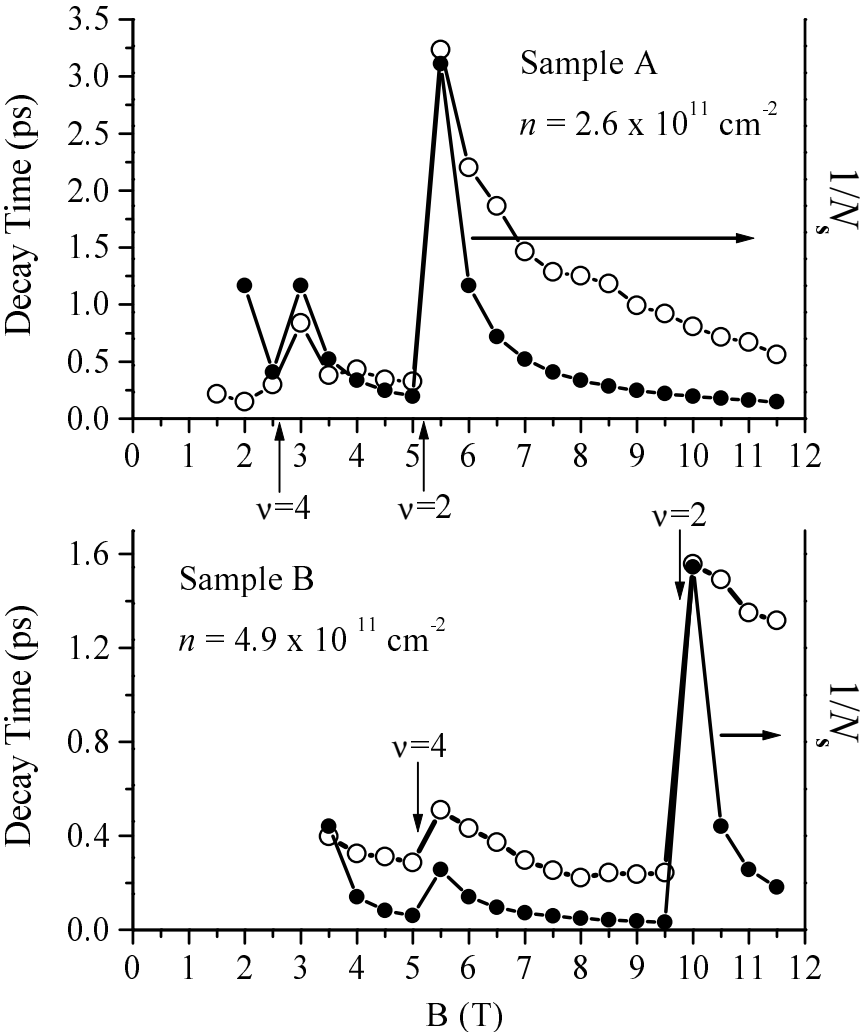 3.5
3.0
2.5
2.0
1.5
1.0
0.5
0.0
Decay Time (ps)
Sample A
n = 2.6 x 10^11 cm^-2
1/N_s
0 1 2 3 4 5 6 7 8 9 10 11 12
ν=4
ν=2
ν=2
1.6
1.2
0.8
0.4
0.0
Decay Time (ps)
Sample B
n = 4.9 x 10^11 cm^-2
ν=4
1/N_s
0 1 2 3 4 5 6 7 8 9 10 11 12
B (T)